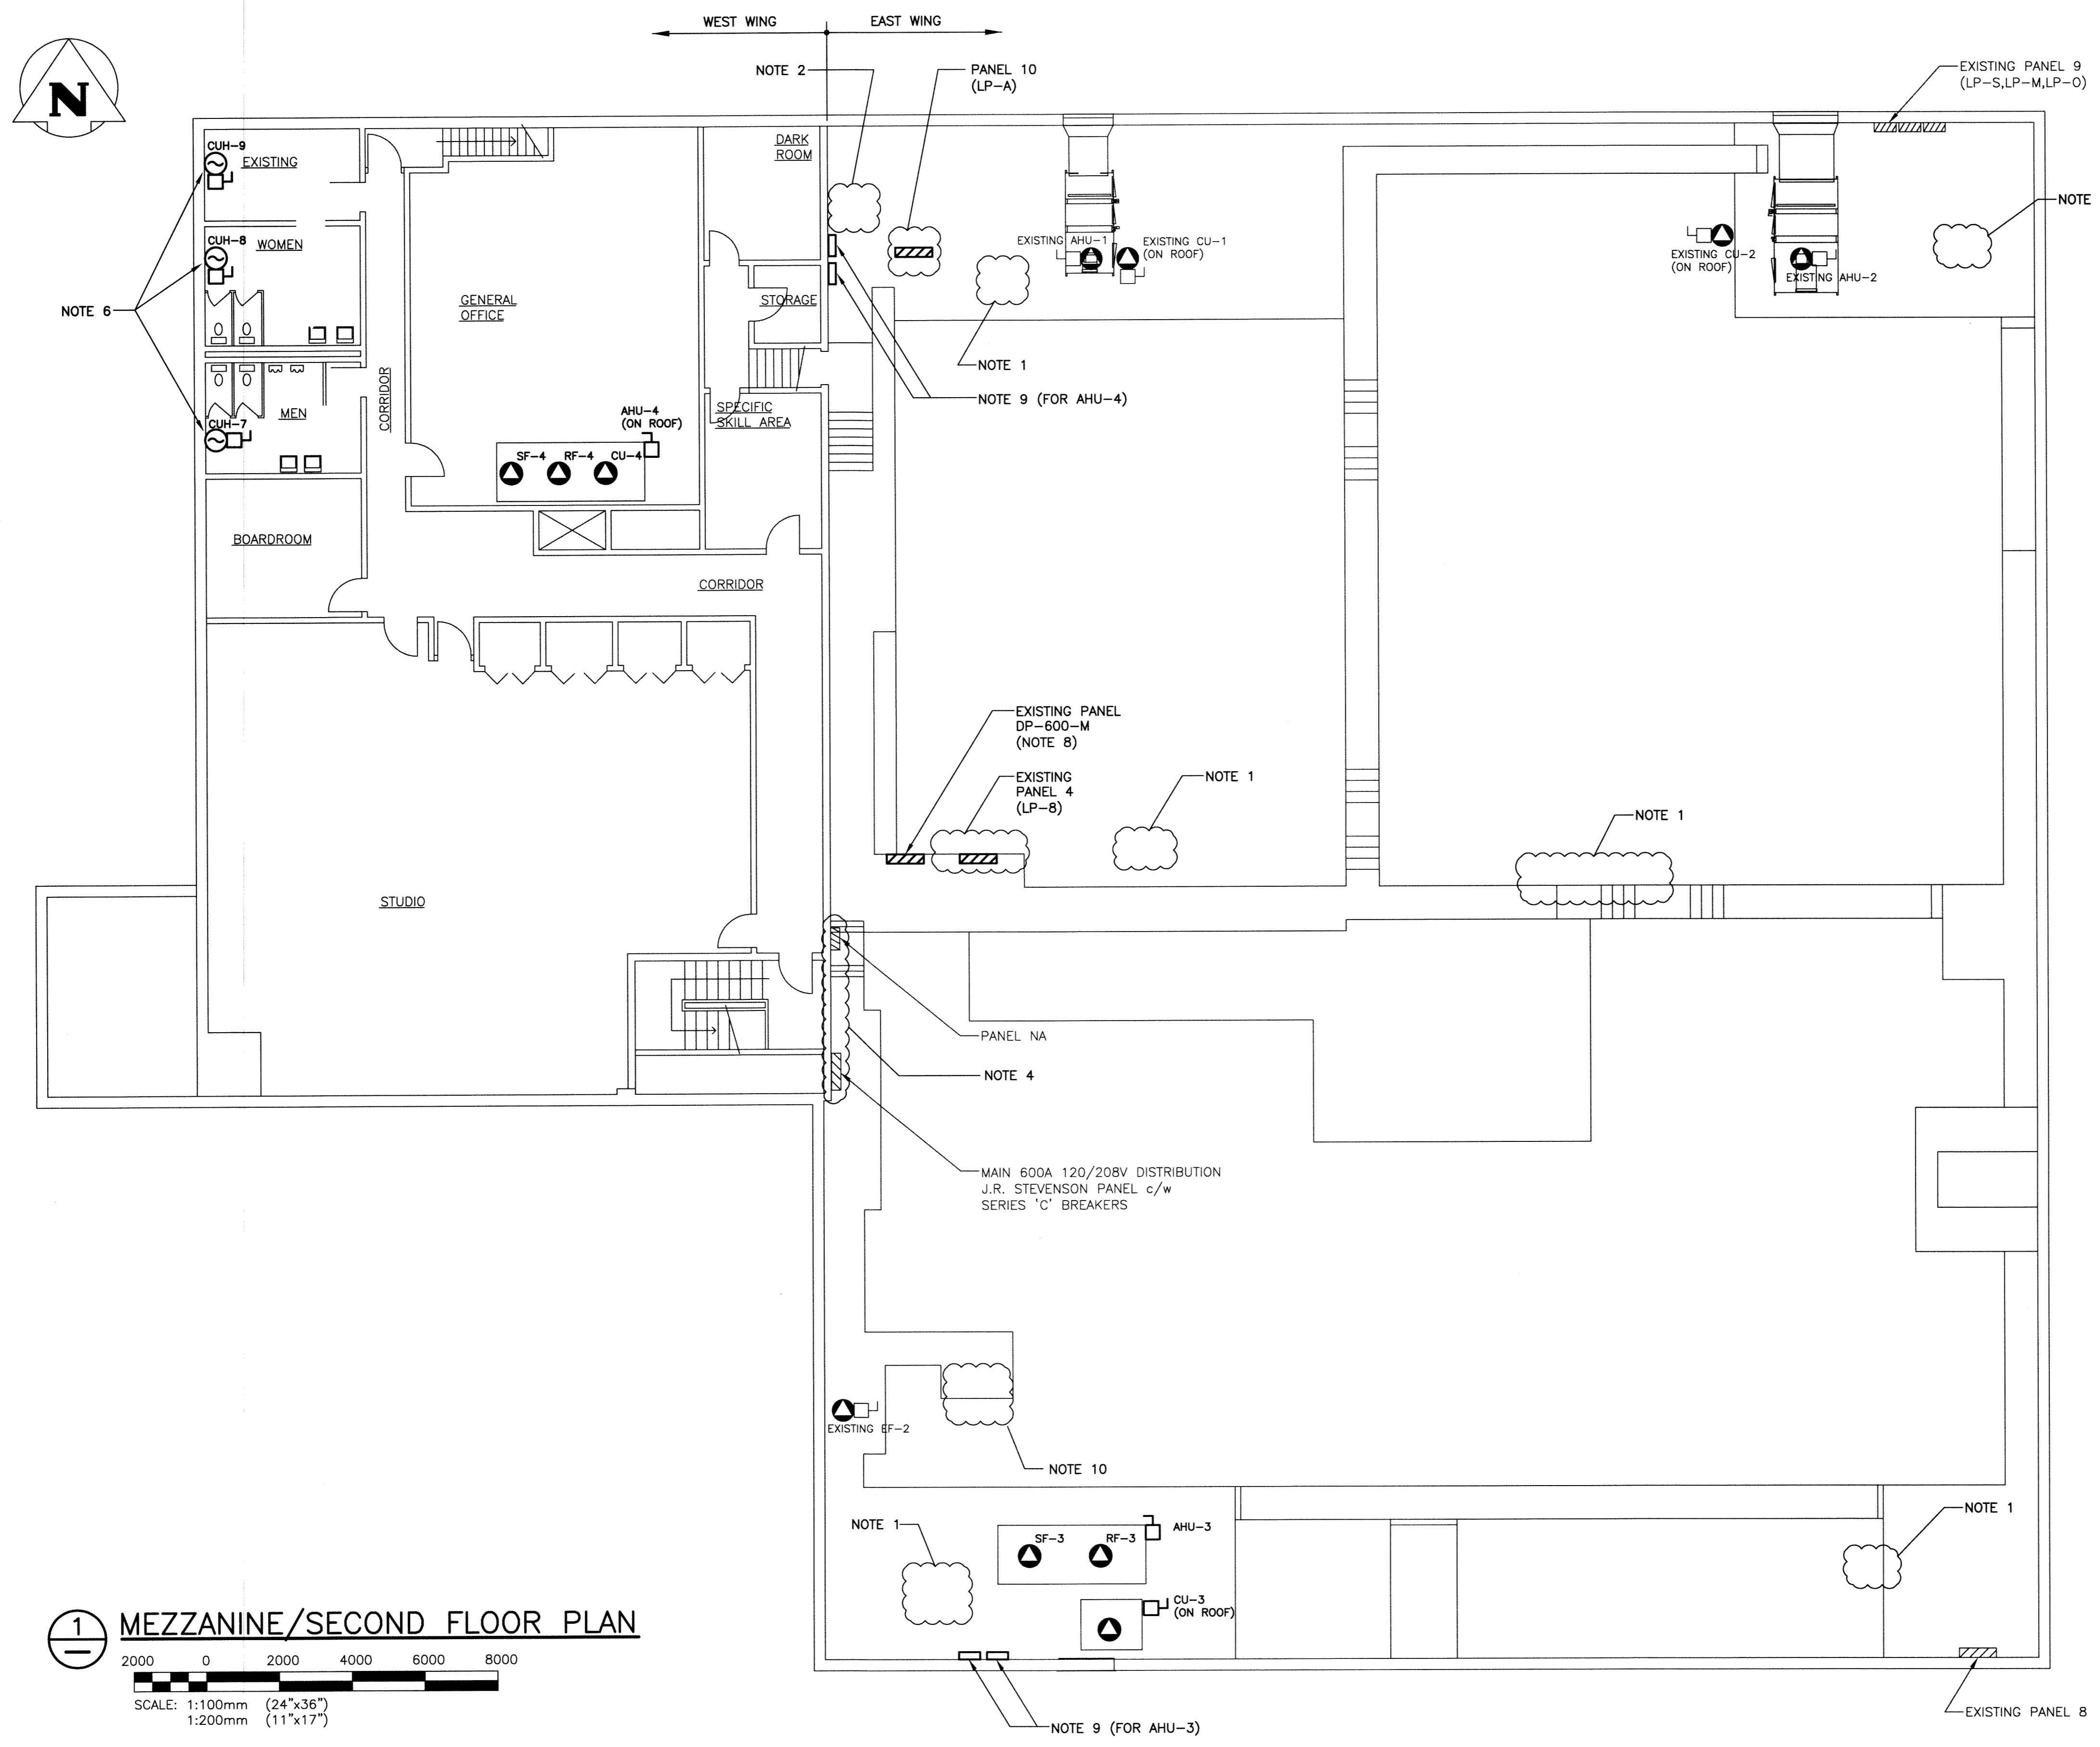 WEST WING
EAST WING
N
NOTE 2
PANEL 10
(LP-A)
EXISTING PANEL 9
(LP-S,LP-M,LP-O)
CUH-9
EXISTING
DARK
ROOM
NOTE
CUH-8
WOMEN
EXISTING AHU-1
EXISTING CU-1
(ON ROOF)
EXISTING CU-2
(ON ROOF)
EXISTING AHU-2
NOTE 6
GENERAL
OFFICE
STORAGE
NOTE 1
CORRIDOR
NOTE 9 (FOR AHU-4)
MEN
CUH-7
AHU-4
(ON ROOF)
SPECIFIC
SKILL AREA
SF-4
RF-4
CU-4
BOARDROOM
CORRIDOR
EXISTING PANEL
DP-600-M
(NOTE 8)
EXISTING
PANEL 4
(LP-8)
NOTE 1
NOTE 1
STUDIO
PANEL NA
NOTE 4
MAIN 600A 120/208V DISTRIBUTION
J.R. STEVENSON PANEL c/w
SERIES 'C' BREAKERS
EXISTING EF-2
NOTE 10
NOTE 1
SF-3
RF-3
AHU-3
NOTE 1
CU-3
(ON ROOF)
1
MEZZANINE/SECOND FLOOR PLAN
2000 0 2000 4000 6000 8000
SCALE: 1:100mm (24"x36")
1:200mm (11"x17")
NOTE 9 (FOR AHU-3)
EXISTING PANEL 8